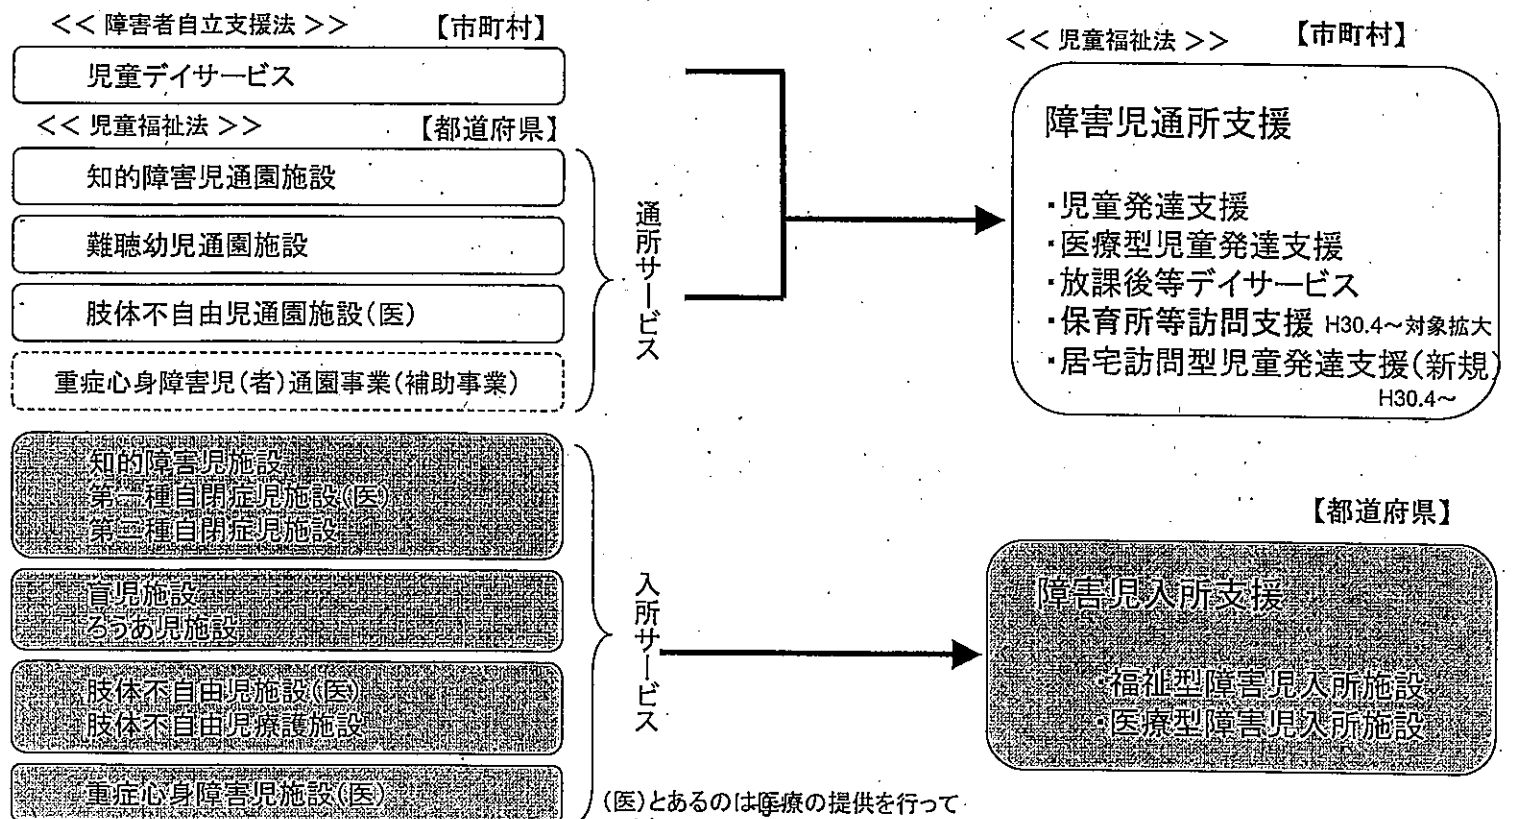 << 障害者自立支援法 >> 【市町村】
児童デイサービス
<< 児童福祉法 >> 【都道府県】
知的障害児通園施設
難聴幼児通園施設
肢体不自由児通園施設(医)
重症心身障害児(者)通園事業(補助事業)
通所サービス
知的障害児施設
第一種自閉症児施設(医)
第二種自閉症児施設
盲児施設
ろうあ児施設
肢体不自由児施設(医)
肢体不自由児療護施設
重症心身障害児施設(医)
入所サービス
(医)とあるのは医療の提供を行って
<< 児童福祉法 >> 【市町村】
障害児通所支援
・児童発達支援
・医療型児童発達支援
・放課後等デイサービス
・保育所等訪問支援 H30.4~対象拡大
・居宅訪問型児童発達支援(新規)
H30.4~
【都道府県】
障害児入所支援
・福祉型障害児入所施設
・医療型障害児入所施設